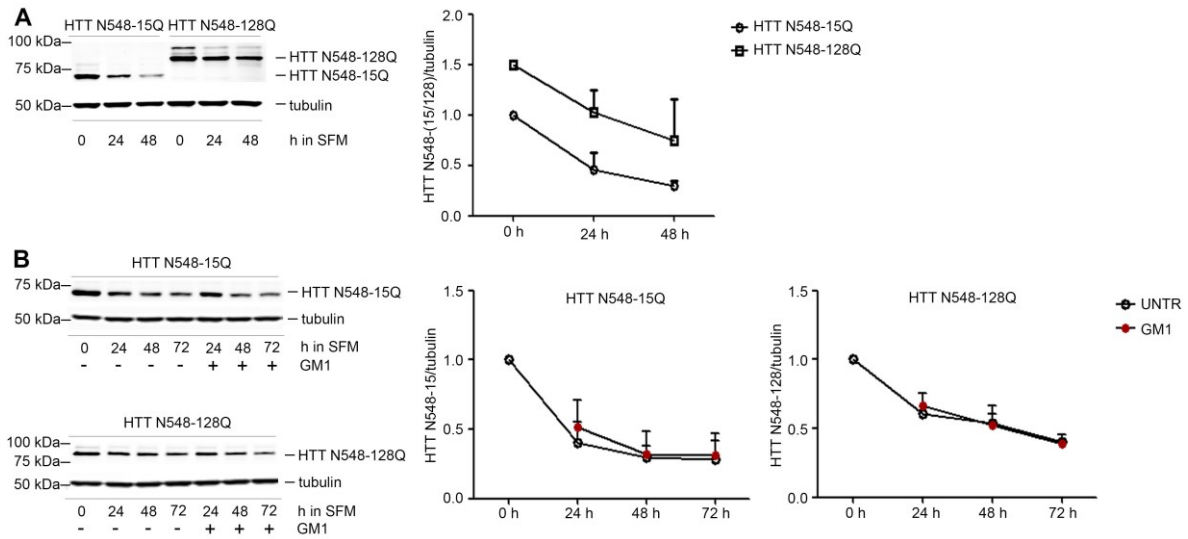 A
HTT N548-15Q HTT N548-128Q
100 kDa
75 kDa
50 kDa
HTT N548-128Q
HTT N548-15Q
tubulin
0 24 48 0 24 48 h in SFM
HTT N548-(15/128)/tubulin
2.0
1.5
1.0
0.5
0.0
0 h 24 h 48 h
HTT N548-15Q
HTT N548-128Q
B
HTT N548-15Q
75 kDa
50 kDa
HTT N548-15Q
tubulin
0 24 48 72 24 48 72 h in SFM
- - - - + + + GM1
HTT N548-128Q
100 kDa
75 kDa
50 kDa
HTT N548-128Q
tubulin
0 24 48 72 24 48 72 h in SFM
- - - - + + + GM1
HTT N548-15Q
HTT N548-15/tubulin
1.5
1.0
0.5
0.0
0 h 24 h 48 h 72 h
HTT N548-128Q
HTT N548-128/tubulin
1.5
1.0
0.5
0.0
0 h 24 h 48 h 72 h
UNTR
GM1